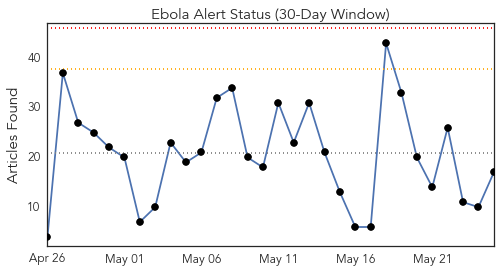 Ebola Alert Status (30-Day Window)
Articles Found
40
30
20
10
Apr 26 May 01 May 06 May 11 May 16 May 21